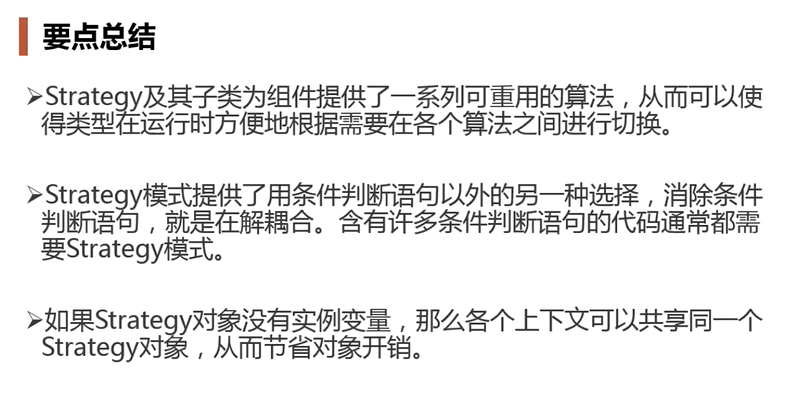 要点总结
➢Strategy及其子类为组件提供了一系列可重用的算法，从而可以使
得类型在运行时方便地根据需要在各个算法之间进行切换。
➢Strategy模式提供了用条件判断语句以外的另一种选择，消除条件
判断语句，就是在解耦合。含有许多条件判断语句的代码通常都需
要Strategy模式。
➢如果Strategy对象没有实例变量，那么各个上下文可以共享同一个
Strategy对象，从而节省对象开销。